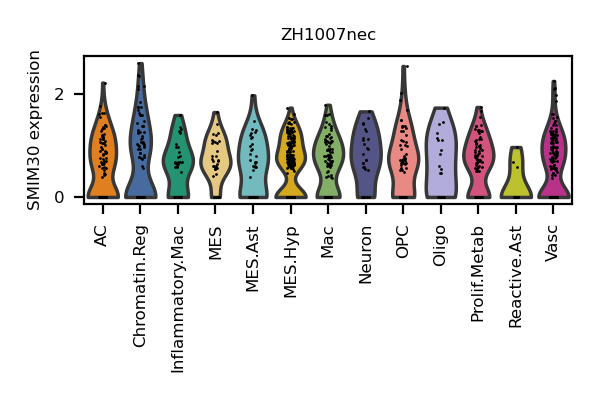 ZH1007nec
SMIM30 expression
2
0
AC
Chromatin.Reg
Inflammatory.Mac
MES
MES.Ast
MES.Hyp
Mac
Neuron
OPC
Oligo
Prolif.Metab
Reactive.Ast
Vasc